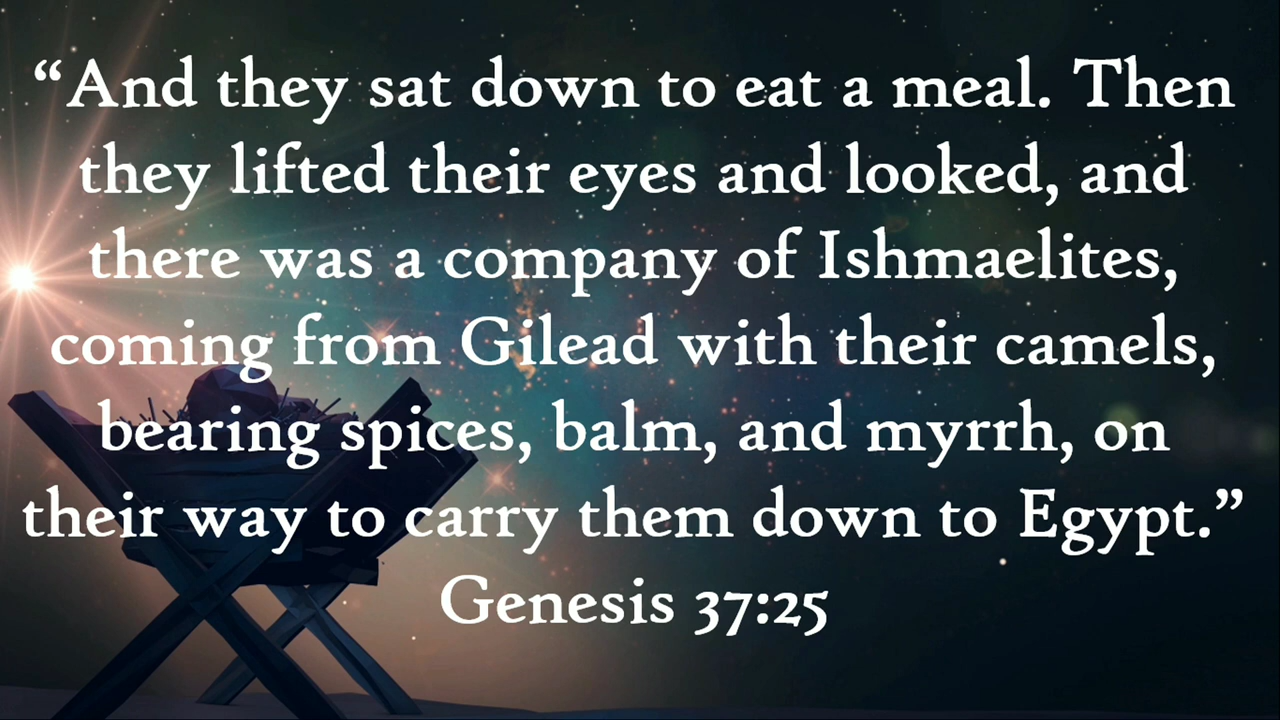 “And they sat down to eat a meal. Then
they lifted their eyes and looked, and
there was a company of Ishmaelites,
coming from Gilead with their camels,
bearing spices, balm, and myrrh, on
their way to carry them down to Egypt.”
Genesis 37:25